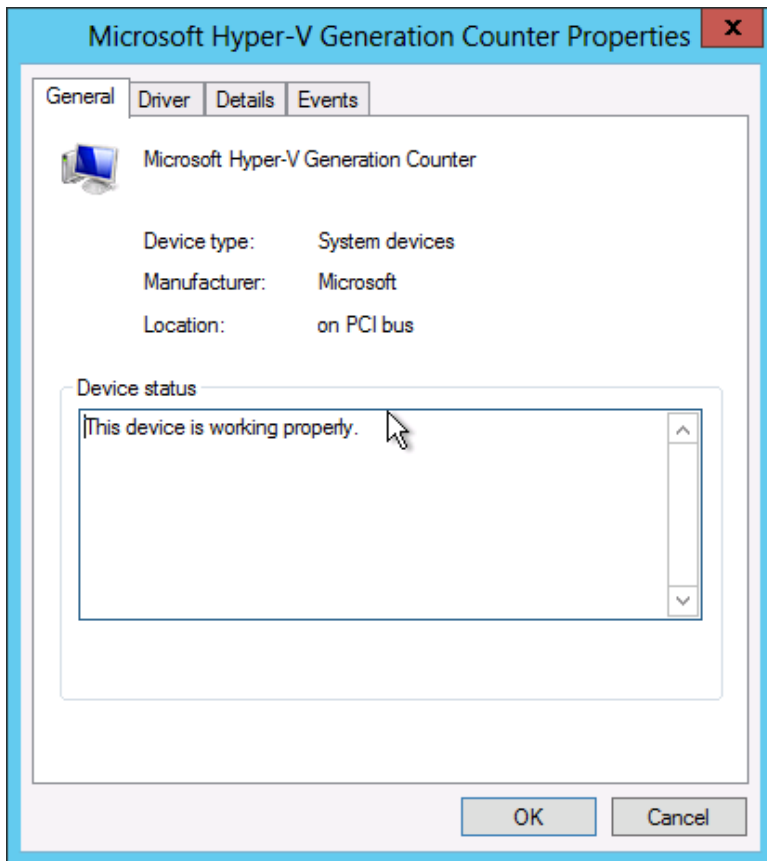 Microsoft Hyper-V Generation Counter Properties x
General Driver Details Events
Microsoft Hyper-V Generation Counter
Device type: System devices
Manufacturer: Microsoft
Location: on PCI bus
Device status
This device is working properly.
OK Cancel